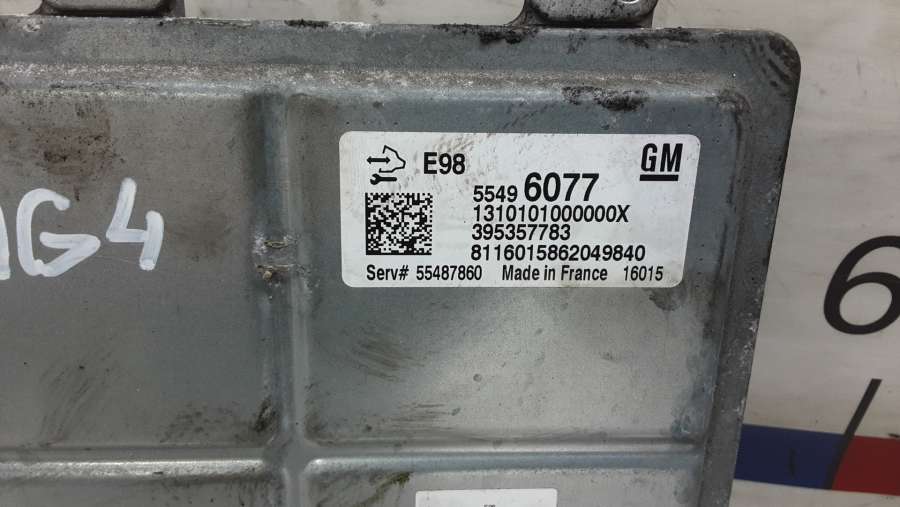 E98
GM
5549 6077
1310101000000X
395357783
8116015862049840
Serv# 55487860 Made in France 16015
G4
6